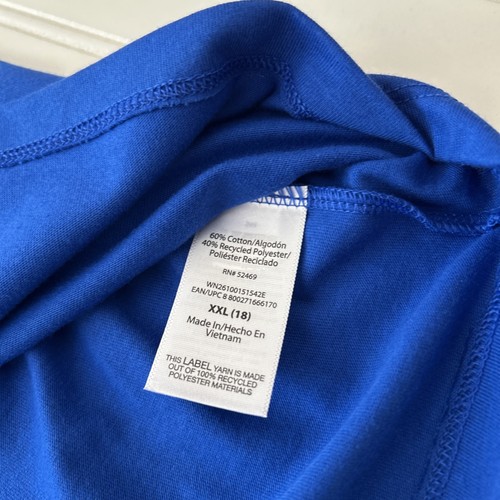 60% Cotton/Algodón
40% Recycled Polyester/
Poliéster Reciclado
RN# 52469
WN26100151542E
EAN/UPC 8 800271666170
XXL (18)
Made In/Hecho En
Vietnam
THIS LABEL YARN IS MADE
OUT OF 100% RECYCLED
POLYESTER MATERIALS